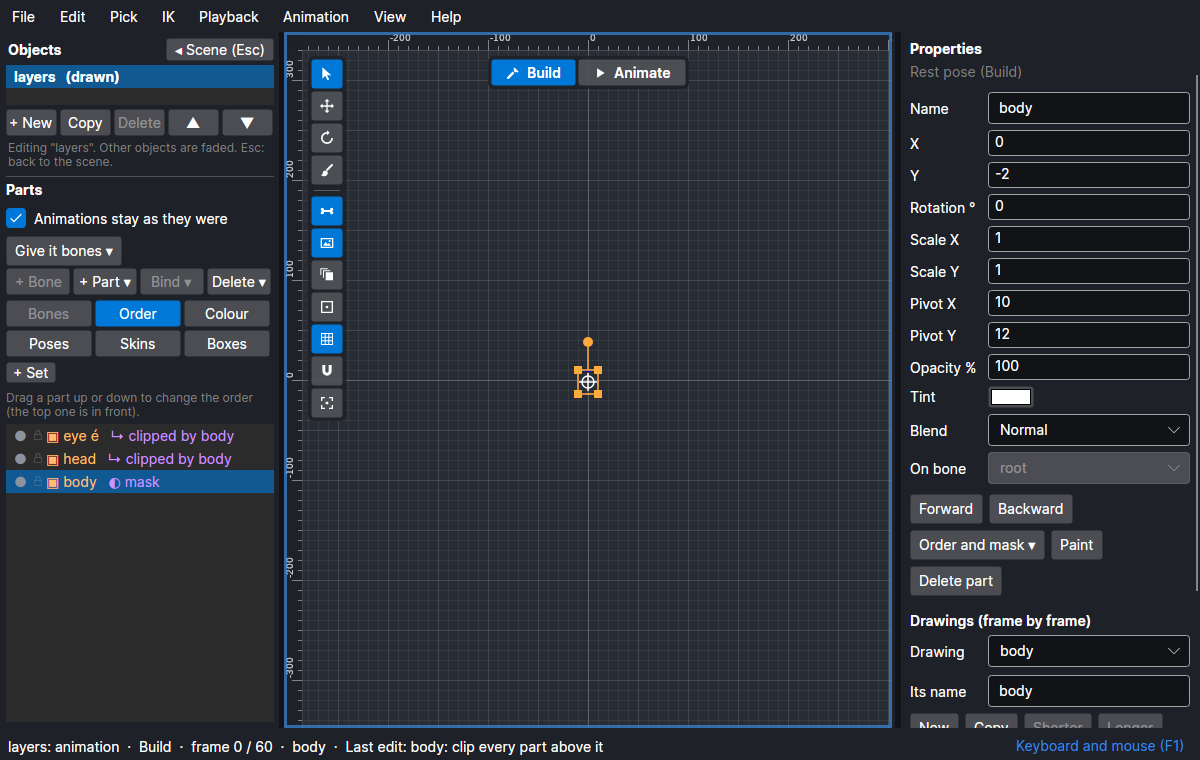 File Edit Pick IK Playback Animation View Help
Objects
◂ Scene (Esc)
layers (drawn)
+ New Copy Delete ▲ ▼
Editing "layers". Other objects are faded. Esc:
back to the scene.
Parts
Animations stay as they were
Give it bones ▾
+ Bone + Part ▾ Bind ▾ Delete ▾
Bones Order Colour
Poses Skins Boxes
+ Set
Drag a part up or down to change the order
(the top one is in front).
eye é ↳ clipped by body
head ↳ clipped by body
body ◐ mask
-200 -100 0 100 200
300
200
100
0
-100
-200
-300
Build Animate
Properties
Rest pose (Build)
Name body
X 0
Y -2
Rotation ° 0
Scale X 1
Scale Y 1
Pivot X 10
Pivot Y 12
Opacity % 100
Tint
Blend Normal
On bone root
Forward Backward
Order and mask ▾ Paint
Delete part
Drawings (frame by frame)
Drawing body
Its name body
New Copy Shorter Longer
layers: animation · Build · frame 0 / 60 · body · Last edit: body: clip every part above it
Keyboard and mouse (F1)